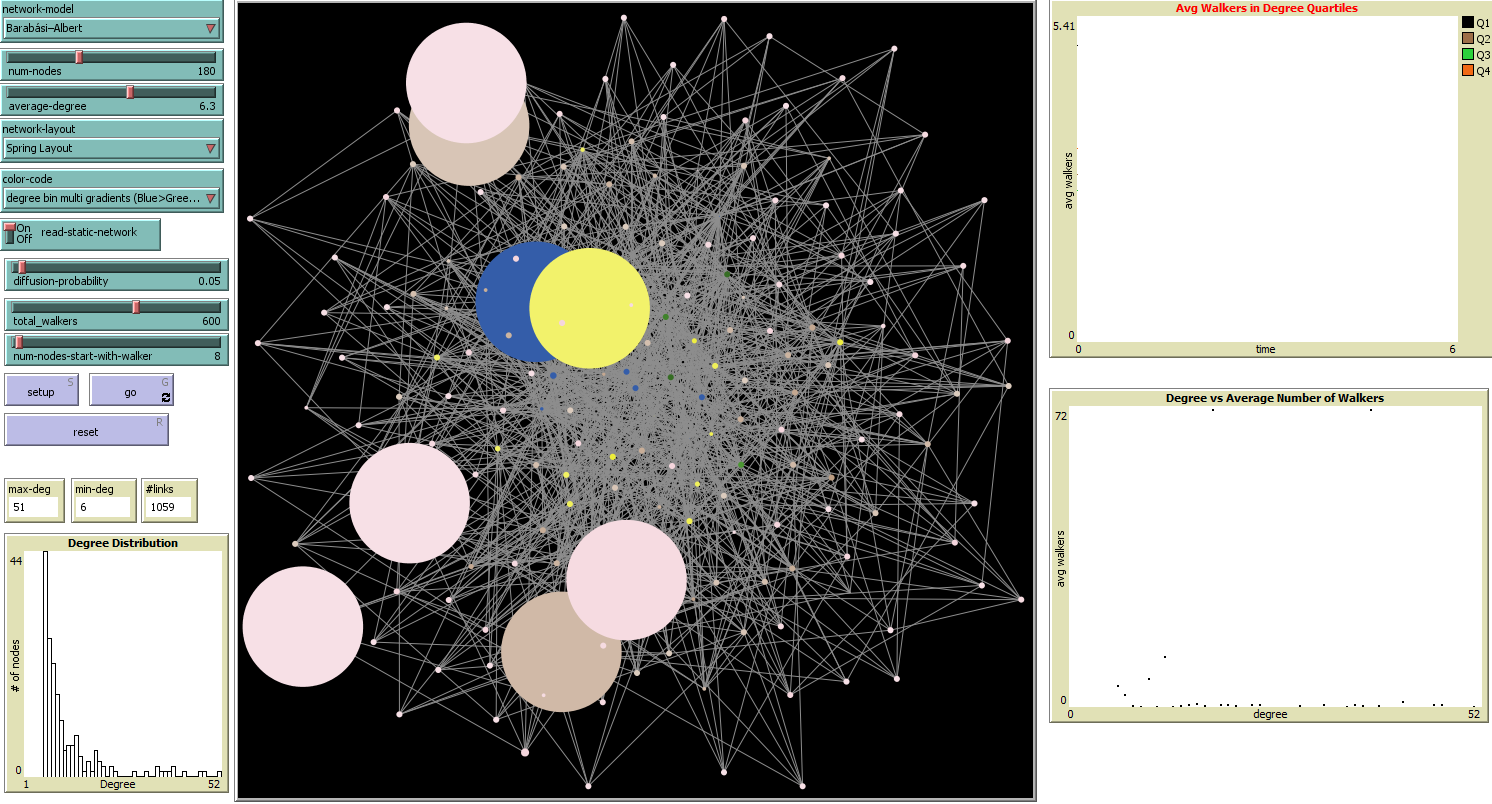 network-model
Barabási–Albert
num-nodes 180
average-degree 6.3
network-layout
Spring Layout
color-code
degree bin multi gradients (Blue>Gree...
On
Off
read-static-network
diffusion-probability 0.05
total_walkers 600
num-nodes-start-with-walker 8
setup S
go G
reset R
max-deg
51
min-deg
6
#links
1059
Degree Distribution
44
# of nodes
0
1 Degree 52
Avg Walkers in Degree Quartiles
5.41
avg walkers
0
0 time 6
Q1
Q2
Q3
Q4
Degree vs Average Number of Walkers
72
avg walkers
0
0 degree 52